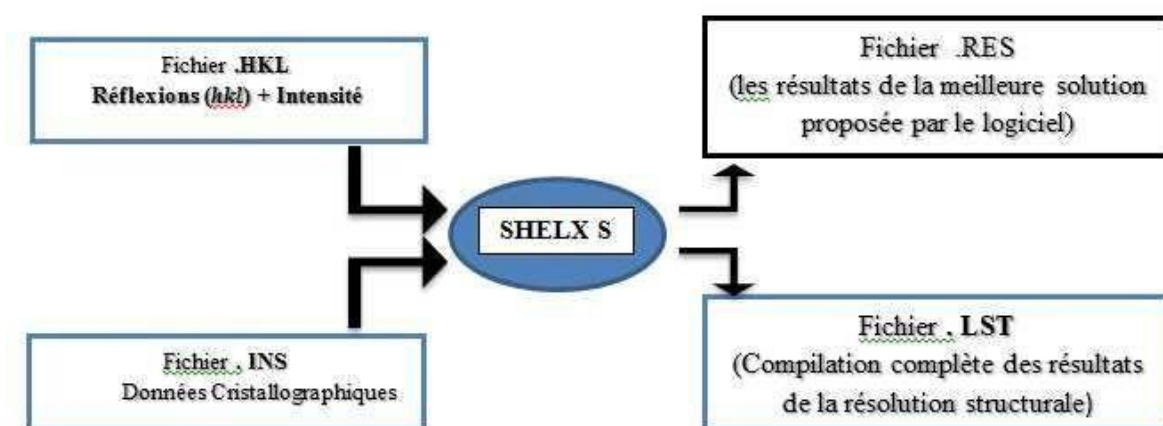 Fichier .HKL
Réflexions (hkl) + Intensité
Fichier , INS
Données Cristallographiques
SHELX S
Fichier .RES
(les résultats de la meilleure solution
proposée par le logiciel)
Fichier , LST
(Compilation complète des résultats
de la résolution structurale)